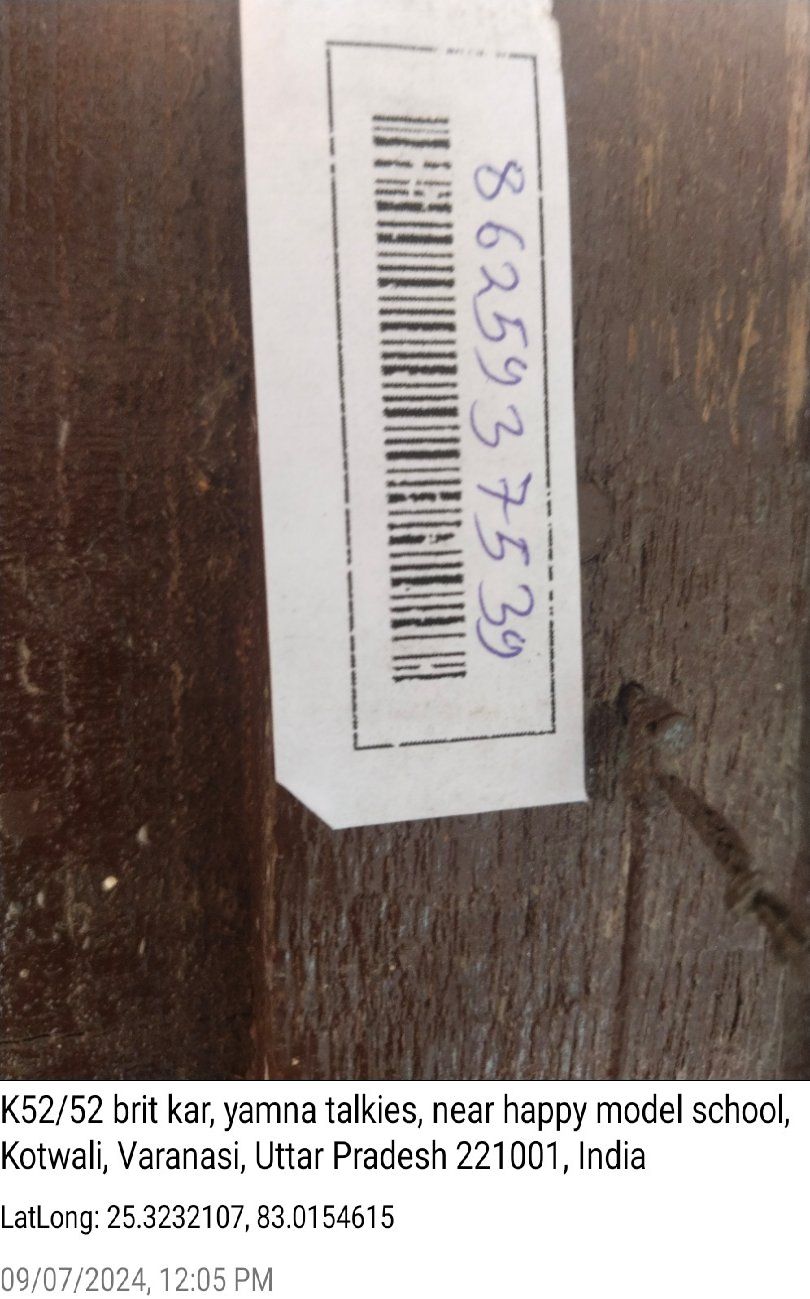 8625937539
K52/52 brit kar, yamna talkies, near happy model school,
Kotwali, Varanasi, Uttar Pradesh 221001, India
LatLong: 25.3232107, 83.0154615
09/07/2024, 12:05 PM